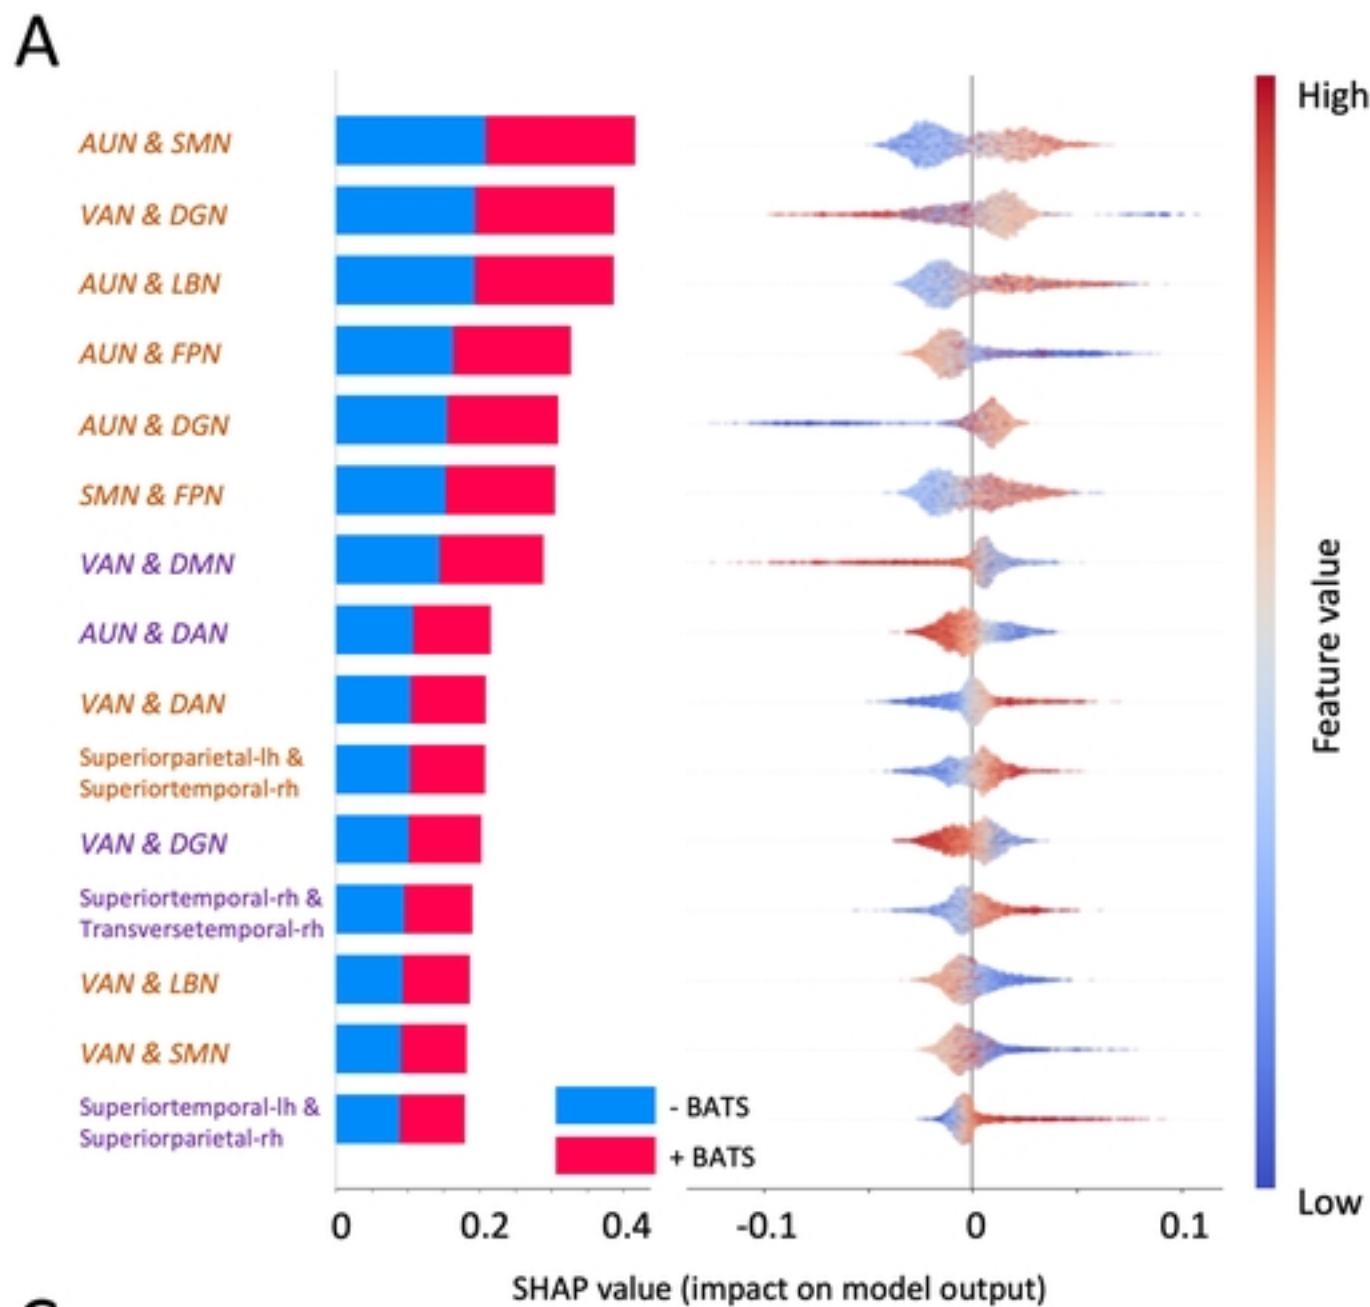 A
High
AUN & SMN
VAN & DGN
AUN & LBN
AUN & FPN
AUN & DGN
SMN & FPN
VAN & DMN
AUN & DAN
VAN & DAN
Superiorparietal-lh &
Superiortemporal-rh
VAN & DGN
Superiortemporal-rh &
Transversetemporal-rh
VAN & LBN
VAN & SMN
Superiortemporal-lh &
Superiorparietal-rh
- BATS
+ BATS
Feature value
Low
0 0.2 0.4 -0.1 0 0.1
SHAP value (impact on model output)